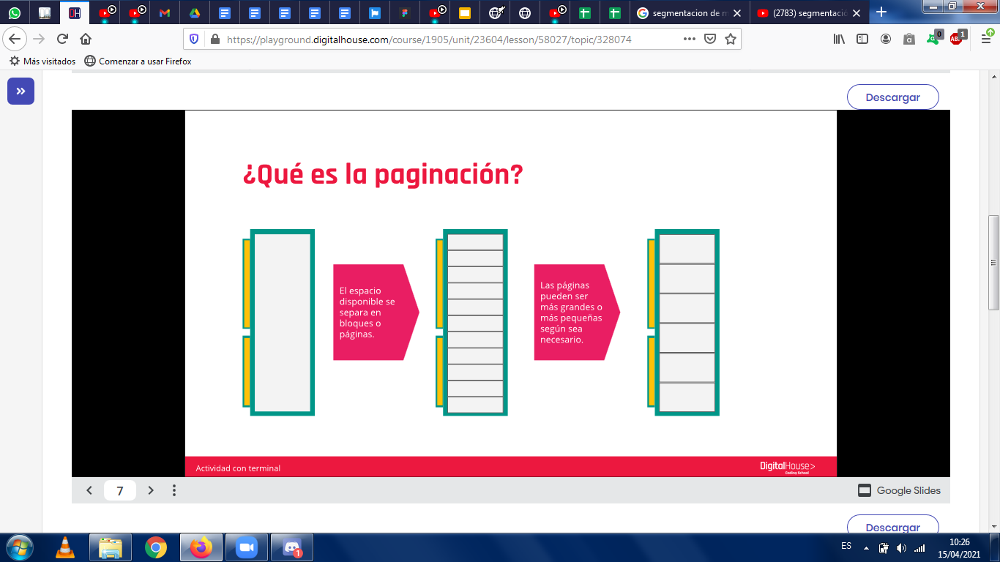 segmentacion de m
(2783) segmentació
https://playground.digitalhouse.com/course/1905/unit/23604/lesson/58027/topic/328074
0
1
Más visitados
Comenzar a usar Firefox
Descargar
¿Qué es la paginación?
El espacio
disponible se
separa en
bloques o
páginas.
Las páginas
pueden ser
más grandes o
más pequeñas
según sea
necesario.
Actividad con terminal
DigitalHouse>
Coding School
7
Google Slides
Descargar
ES
1
10:26
15/04/2021